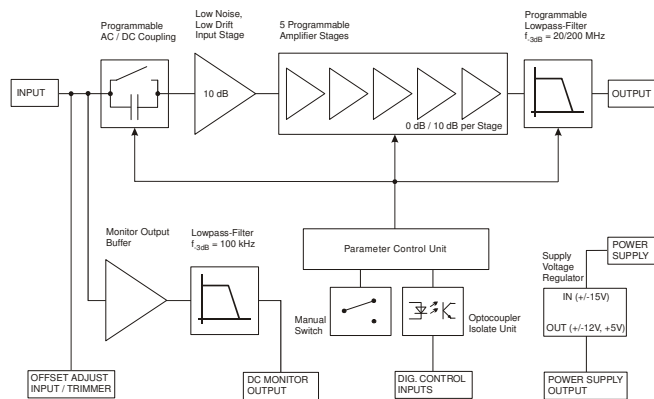 Programmable
AC / DC Coupling
Low Noise,
Low Drift
Input Stage
5 Programmable
Amplifier Stages
Programmable
Lowpass-Filter
f-3dB = 20/200 MHz
INPUT
10 dB
0 dB / 10 dB per Stage
OUTPUT
Monitor Output
Buffer
Lowpass-Filter
f-3dB = 100 kHz
Parameter Control Unit
Supply
Voltage
Regulator
POWER
SUPPLY
IN (+/-15V)
OUT (+/-12V, +5V)
Manual
Switch
Optocoupler
Isolate Unit
OFFSET ADJUST
INPUT / TRIMMER
DC MONITOR
OUTPUT
DIG. CONTROL
INPUTS
POWER SUPPLY
OUTPUT